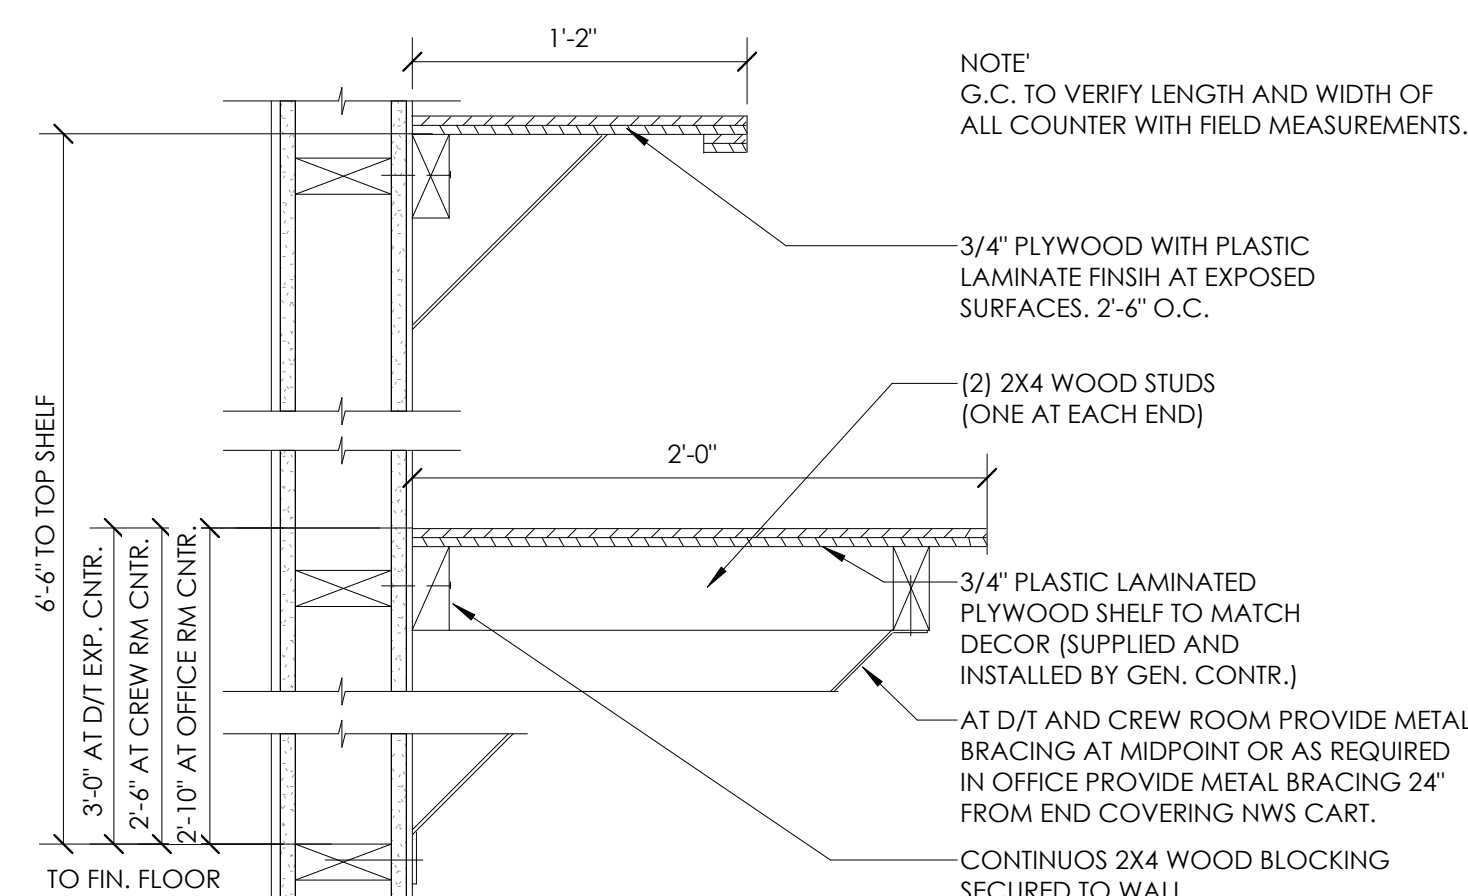 1'-2"
NOTE'
G.C. TO VERIFY LENGTH AND WIDTH OF
ALL COUNTER WITH FIELD MEASUREMENTS.
3/4" PLYWOOD WITH PLASTIC
LAMINATE FINSIH AT EXPOSED
SURFACES. 2'-6" O.C.
(2) 2X4 WOOD STUDS
(ONE AT EACH END)
2'-0"
6'-6" TO TOP SHELF
3'-0" AT D/T EXP. CNTR.
2'-6" AT CREW RM CNTR.
2'-10" AT OFFICE RM CNTR.
3/4" PLASTIC LAMINATED
PLYWOOD SHELF TO MATCH
DECOR (SUPPLIED AND
INSTALLED BY GEN. CONTR.)
AT D/T AND CREW ROOM PROVIDE METAL
BRACING AT MIDPOINT OR AS REQUIRED
IN OFFICE PROVIDE METAL BRACING 24"
FROM END COVERING NWS CART.
CONTINUOS 2X4 WOOD BLOCKING
SECURED TO WALL
TO FIN. FLOOR